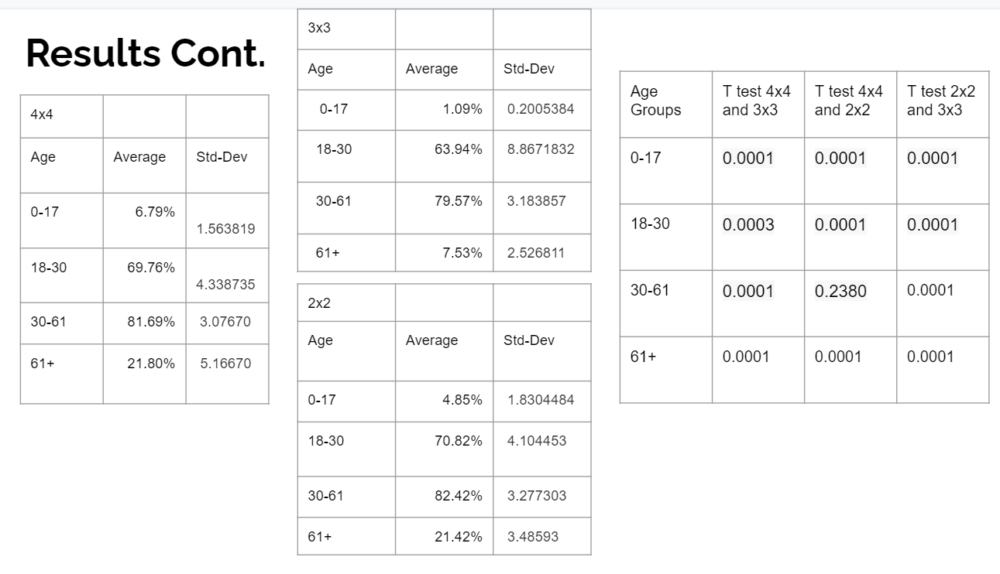 Results Cont.
4x4
Age Average Std-Dev
0-17 6.79% 1.563819
18-30 69.76% 4.338735
30-61 81.69% 3.07670
61+ 21.80% 5.16670
3x3
Age Average Std-Dev
0-17 1.09% 0.2005384
18-30 63.94% 8.8671832
30-61 79.57% 3.183857
61+ 7.53% 2.526811
2x2
Age Average Std-Dev
0-17 4.85% 1.8304484
18-30 70.82% 4.104453
30-61 82.42% 3.277303
61+ 21.42% 3.48593
Age T test 4x4 T test 4x4 T test 2x2
Groups and 3x3 and 2x2 and 3x3
0-17 0.0001 0.0001 0.0001
18-30 0.0003 0.0001 0.0001
30-61 0.0001 0.2380 0.0001
61+ 0.0001 0.0001 0.0001